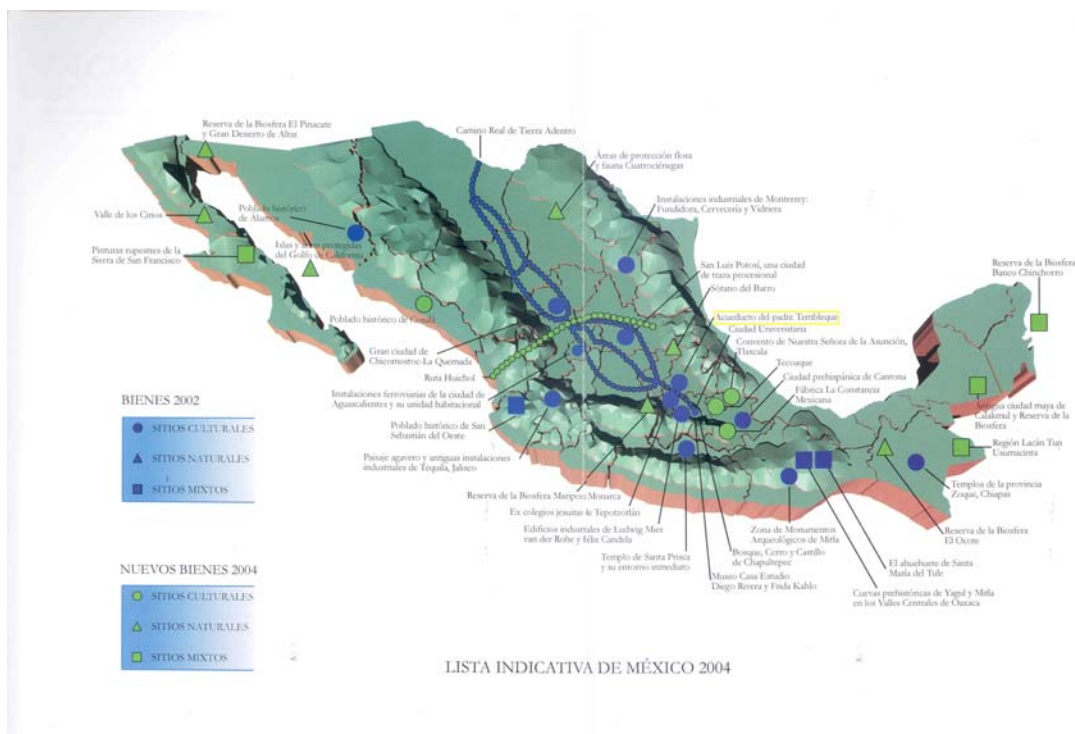 Reserva de la Biosfera El Pinacate
y Gran Desierto de Altar
Camino Real de Tierra Adentro
Áreas de protección flora
y fauna Cuatrociénegas
Instalaciones industriales de Monterrey:
Fundidora, Cervecería y Vidriera
Valle de los Cirios
Poblado histórico
de Álamos
Pinturas rupestres de la
Sierra de San Francisco
Islas y áreas protegidas
del Golfo de California
San Luis Potosí, una ciudad
de traza procesional
Sótano del Barro
Reserva de la Biosfera
Banco Chinchorro
Poblado histórico de Cosalá
Acueducto del padre Tembleque
Ciudad Universitaria
Convento de Nuestra Señora de la Asunción,
Tlaxcala
Gran ciudad de
Chicomostoc-La Quemada
Tecoaque
Ruta Huichol
Ciudad prehispánica de Cantona
Fábrica La Constancia
Mexicana
Instalaciones ferroviarias de la ciudad de
Aguascalientes y su unidad habitacional
Antigua ciudad maya de
Calakmul y Reserva de la
Biosfera
BIENES 2002
SITIOS CULTURALES
SITIOS NATURALES
SITIOS MIXTOS
Poblado histórico de San
Sebastián del Oeste
Región Lacán Tun
Usumacinta
Paisaje agavero y antiguas instalaciones
industriales de Tequila, Jalisco
Templos de la provincia
Zoque, Chiapas
Reserva de la Biosfera Mariposa Monarca
Ex colegios jesuitas de Tepotzotlán
Edificios industriales de Ludwig Mies
van der Rohe y félix Candela
Zona de Monumentos
Arqueológicos de Mitla
Reserva de la Biosfera
El Ocote
Templo de Santa Prisca
y su entorno inmediato
Bosque, Cerro y Castillo
de Chapultepec
El ahuehuete de Santa
María del Tule
Museo Casa Estudio
Diego Rivera y Frida Kahlo
Cuevas prehistóricas de Yagul y Mitla
en los Valles Centrales de Oaxaca
NUEVOS BIENES 2004
SITIOS CULTURALES
SITIOS NATURALES
SITIOS MIXTOS
LISTA INDICATIVA DE MÉXICO 2004